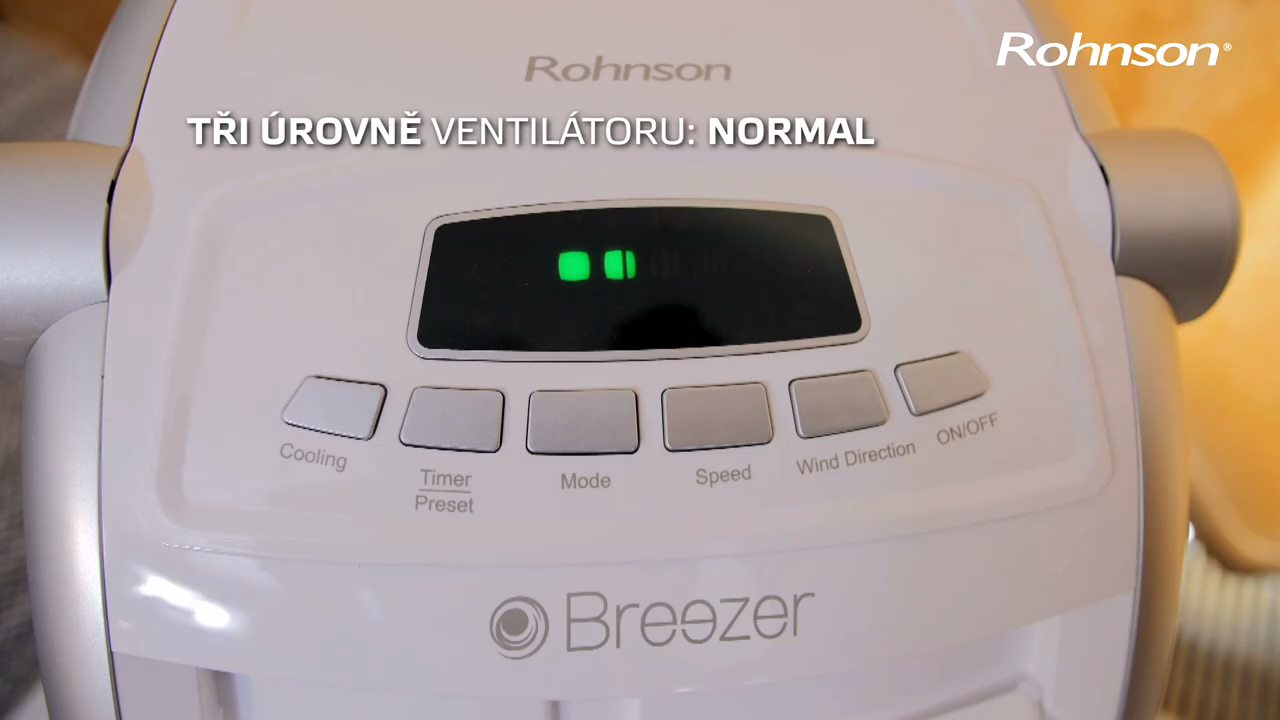 Rohnson®
Rohnson
TŘI ÚROVNĚ VENTILÁTORU: NORMAL
Cooling
Timer
Preset
Mode
Speed
Wind Direction
ON/OFF
Breezer